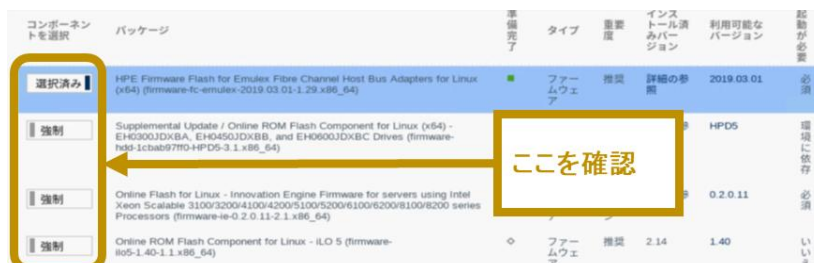 コンポーネン
トを選択
パッケージ
準
備
完
了
タイプ
重要
度
インス
トール済
みバー
ジョン
利用可能な
バージョン
起
動
が
必
要
選択済み
HPE Firmware Flash for Emulex Fibre Channel Host Bus Adapters for Linux
(x64) (firmware-fc-emulex-2019.03.01-1.29.x86_64)
ファー
ムウェ
ア
推奨
詳細の参
照
2019.03.01
必
須
強制
Supplemental Update / Online ROM Flash Component for Linux (x64) -
EH0300JDXBA, EH0450JDXBB, and EH0600JDXBC Drives (firmware-
hdd-1cbab97ff0-HPD5-3.1.x86_64)
HPD5
環
境
に
依
存
ここを確認
強制
Online Flash for Linux - Innovation Engine Firmware for servers using Intel
Xeon Scalable 3100/3200/4100/4200/5100/5200/6100/6200/8100/8200 series
Processors (firmware-ie-0.2.0.11-2.1.x86_64)
0.2.0.11
必
須
強制
Online ROM Flash Component for Linux - iLO 5 (firmware-
ilo5-1.40-1.1.x86_64)
ファー
ムウェ
ア
推奨
2.14
1.40
い
い
え